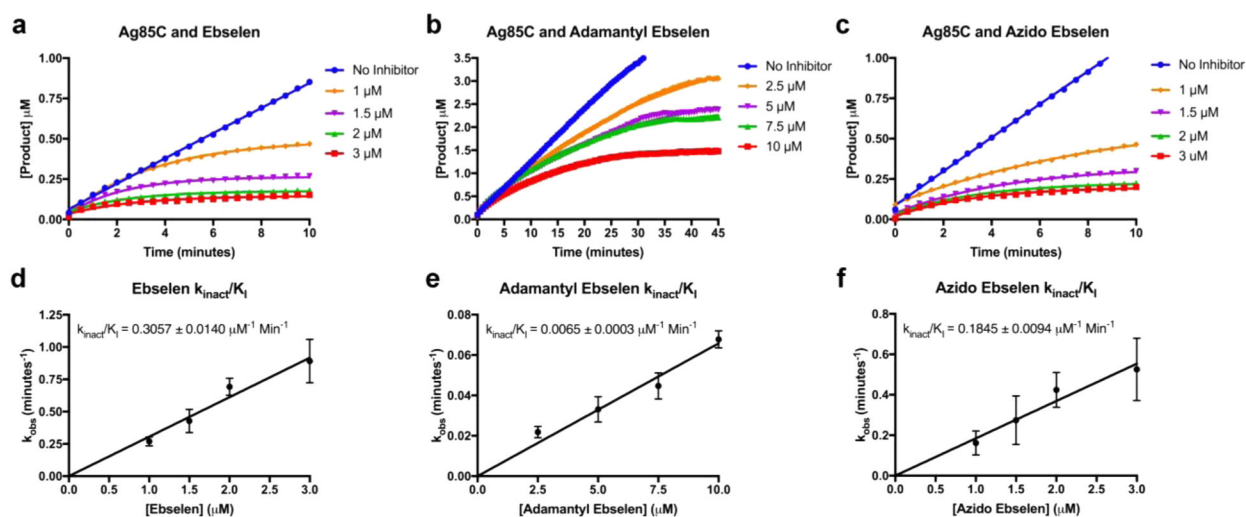 a
Ag85C and Ebselen
[Product] μM
1.00
0.75
0.50
0.25
0.00
0
2
4
6
8
10
Time (minutes)
No Inhibitor
1 μM
1.5 μM
2 μM
3 μM
b
Ag85C and Adamantyl Ebselen
[Product] μM
3.5
3.0
2.5
2.0
1.5
1.0
0.5
0.0
0
5
10
15
20
25
30
35
40
45
Time (minutes)
No Inhibitor
2.5 μM
5 μM
7.5 μM
10 μM
c
Ag85C and Azido Ebselen
[Product] μM
1.00
0.75
0.50
0.25
0.00
0
2
4
6
8
10
Time (minutes)
No Inhibitor
1 μM
1.5 μM
2 μM
3 uM
d
Ebselen kinact/KI
kinact/KI = 0.3057 ± 0.0140 μM-1 Min-1
kobs (minutes-1)
1.25
1.00
0.75
0.50
0.25
0.00
0.0
0.5
1.0
1.5
2.0
2.5
3.0
[Ebselen] (μM)
e
Adamantyl Ebselen kinact/KI
kinact/KI = 0.0065 ± 0.0003 μM-1 Min-1
kobs (minutes-1)
0.08
0.06
0.04
0.02
0.00
0.0
2.5
5.0
7.5
10.0
[Adamantyl Ebselen] (μM)
f
Azido Ebselen kinact/KI
kinact/KI = 0.1845 ± 0.0094 μM-1 Min-1
kobs (minutes-1)
0.8
0.6
0.4
0.2
0.0
0.0
0.5
1.0
1.5
2.0
2.5
3.0
[Azido Ebselen] (μM)